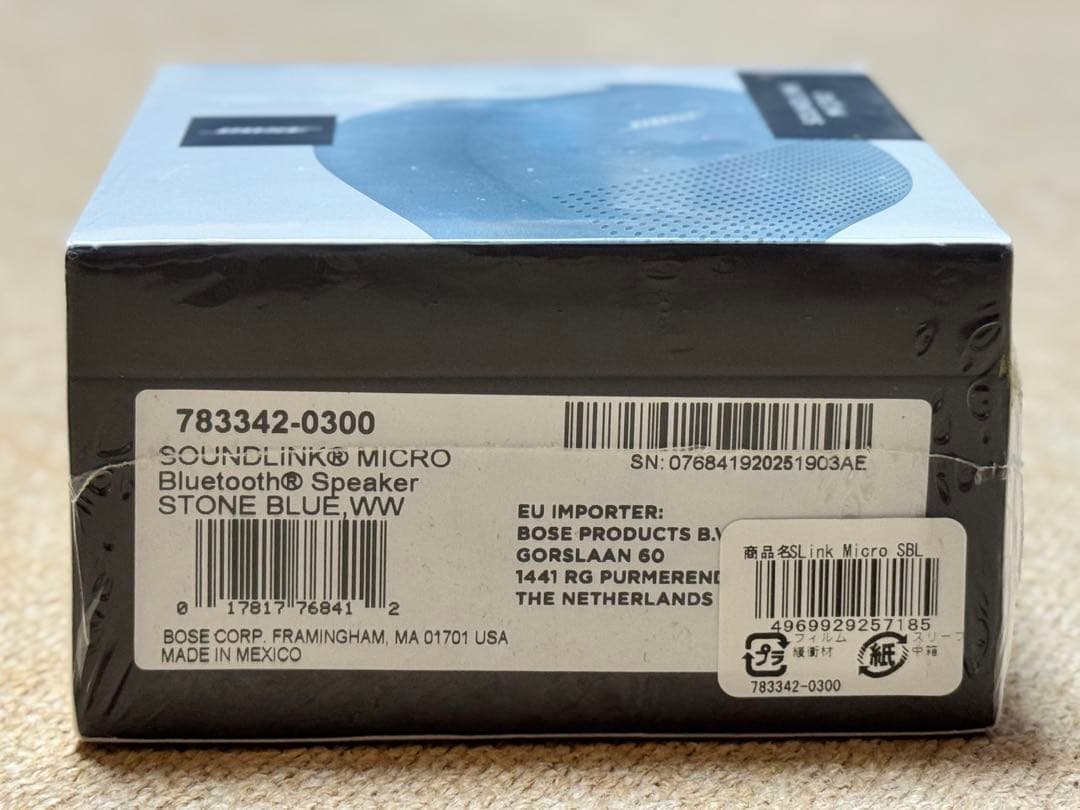 BOSE
BOSE
783342-0300
SOUNDLINK® MICRO
Bluetooth® Speaker
STONE BLUE,WW
0 17817 76841 2
BOSE CORP. FRAMINGHAM, MA 01701 USA
MADE IN MEXICO
SN: 076841920251903AE
EU IMPORTER:
BOSE PRODUCTS B.V
GORSLAAN 60
1441 RG PURMEREND
THE NETHERLANDS
商品名SLink Micro SBL
4969929257185
プラ
フィルム
緩衝材
紙
スリーブ
中箱
783342-0300